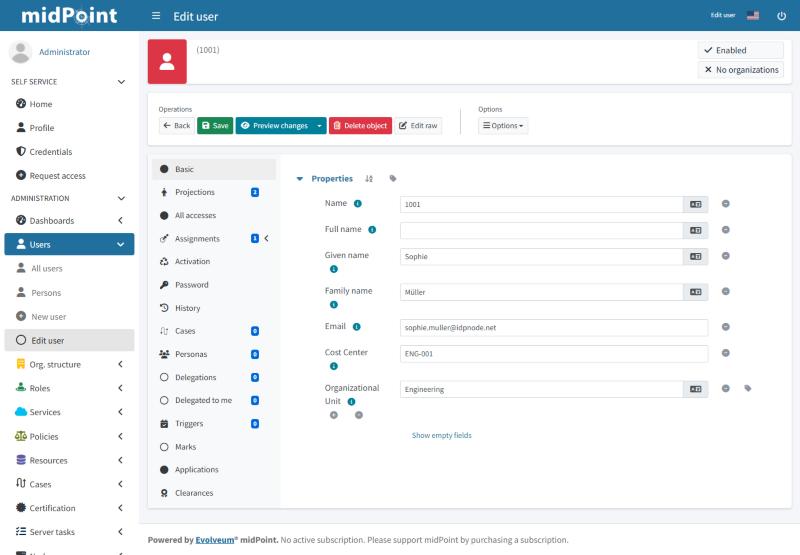 midPoint
Edit user
Edit user
Administrator
SELF SERVICE
Home
Profile
Credentials
Request access
ADMINISTRATION
Dashboards
Users
All users
Persons
New user
Edit user
Org. structure
Roles
Services
Policies
Resources
Cases
Certification
Server tasks
(1001)
Enabled
No organizations
Operations
Back
Save
Preview changes
Delete object
Edit raw
Options
Options
Basic
Projections 2
All accesses
Assignments 1
Activation
Password
History
Cases 0
Personas 0
Delegations 0
Delegated to me 0
Triggers 0
Marks
Applications
Clearances
Properties
Name 1001
Full name
Given name Sophie
Family name Müller
Email sophie.muller@idpnode.net
Cost Center ENG-001
Organizational Engineering
Unit
Show empty fields
Powered by Evolveum® midPoint. No active subscription. Please support midPoint by purchasing a subscription.